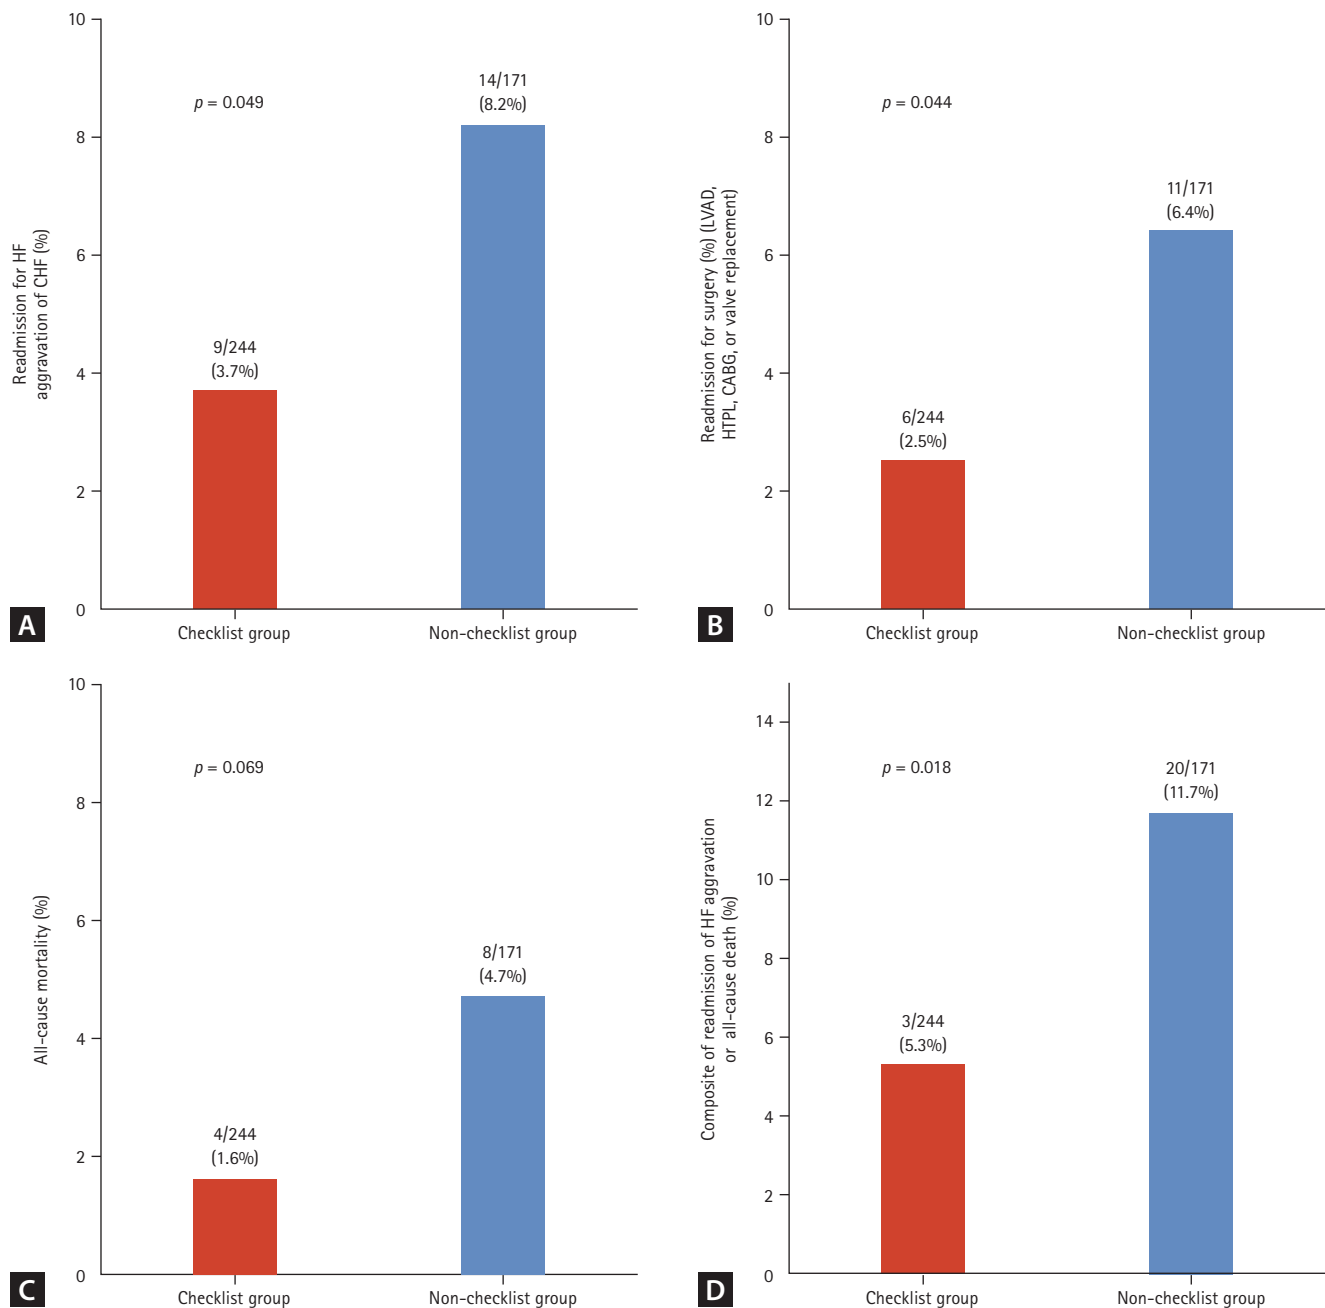 Readmission for HF
aggravation of CHF (%)
10
8
6
4
2
0
p = 0.049
9/244
(3.7%)
14/171
(8.2%)
Checklist group
Non-checklist group
A
Readmission for surgery (%) (LVAD,
HTPL, CABG, or valve replacement)
10
8
6
4
2
0
p = 0.044
6/244
(2.5%)
11/171
(6.4%)
Checklist group
Non-checklist group
B
All-cause mortality (%)
10
8
6
4
2
0
p = 0.069
4/244
(1.6%)
8/171
(4.7%)
Checklist group
Non-checklist group
C
Composite of readmission of HF aggravation
or all-cause death (%)
14
12
10
8
6
4
2
0
p = 0.018
3/244
(5.3%)
20/171
(11.7%)
Checklist group
Non-checklist group
D